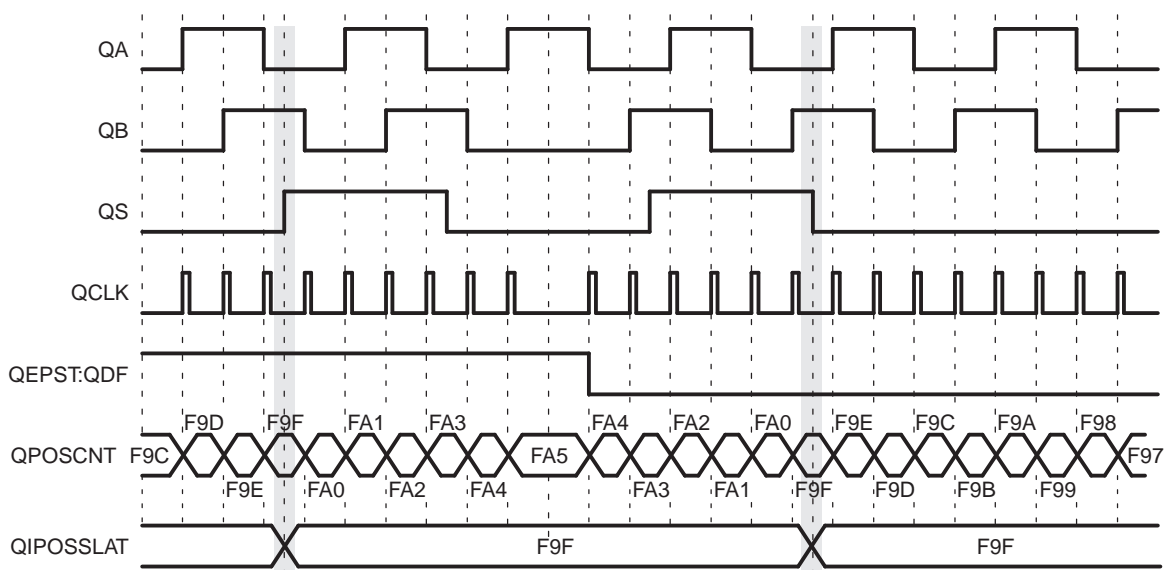 QA
QB
QS
QCLK
QEPST:QDF
F9D F9F FA1 FA3 FA4 FA2 FA0 F9E F9C F9A F98
QPOSCNT F9C FA5 F97
F9E FA0 FA2 FA4 FA3 FA1 F9F F9D F9B F99
QIPOSSLAT F9F F9F